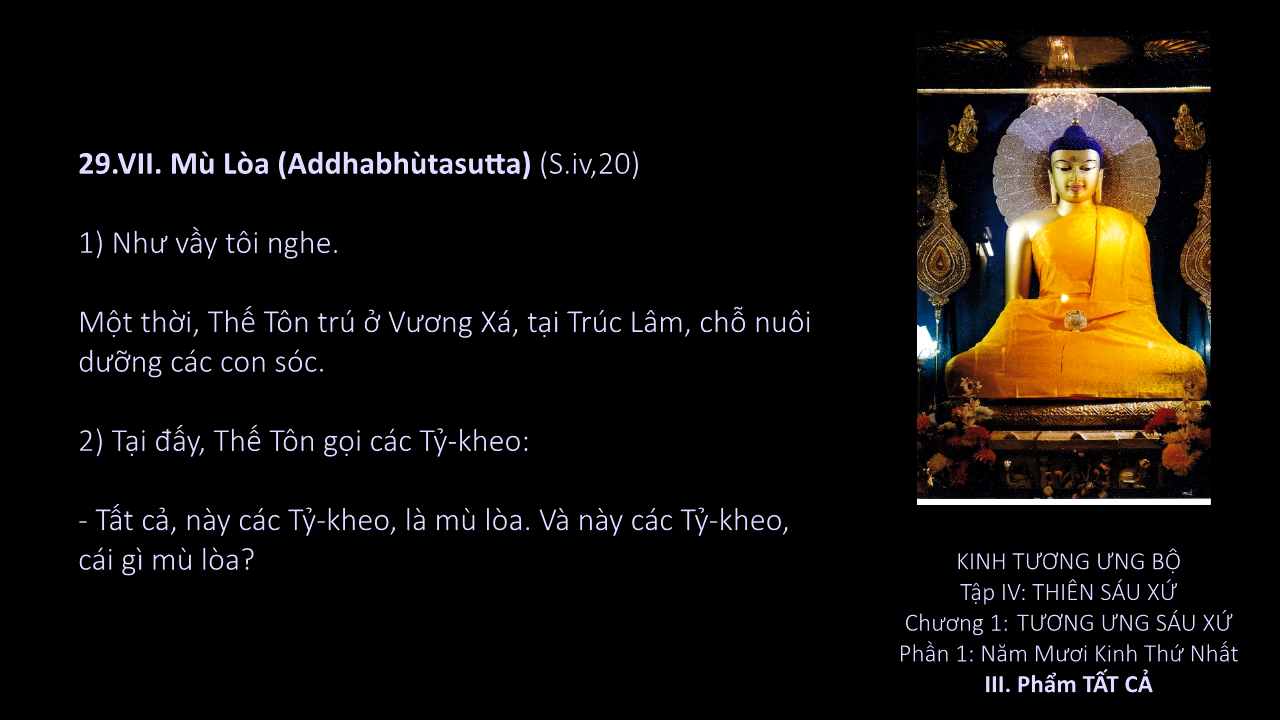 29.VII. Mù Lòa (Addhabhùtasutta) (S.iv,20)
1) Như vầy tôi nghe.
Một thời, Thế Tôn trú ở Vương Xá, tại Trúc Lâm, chỗ nuôi
dưỡng các con sóc.
2) Tại đấy, Thế Tôn gọi các Tỷ-kheo:
- Tất cả, này các Tỷ-kheo, là mù lòa. Và này các Tỷ-kheo,
cái gì mù lòa?
KINH TƯƠNG ƯNG BỘ
Tập IV: THIÊN SÁU XỨ
Chương 1: TƯƠNG ƯNG SÁU XỨ
Phần 1: Năm Mươi Kinh Thứ Nhất
III. Phẩm TẤT CẢ